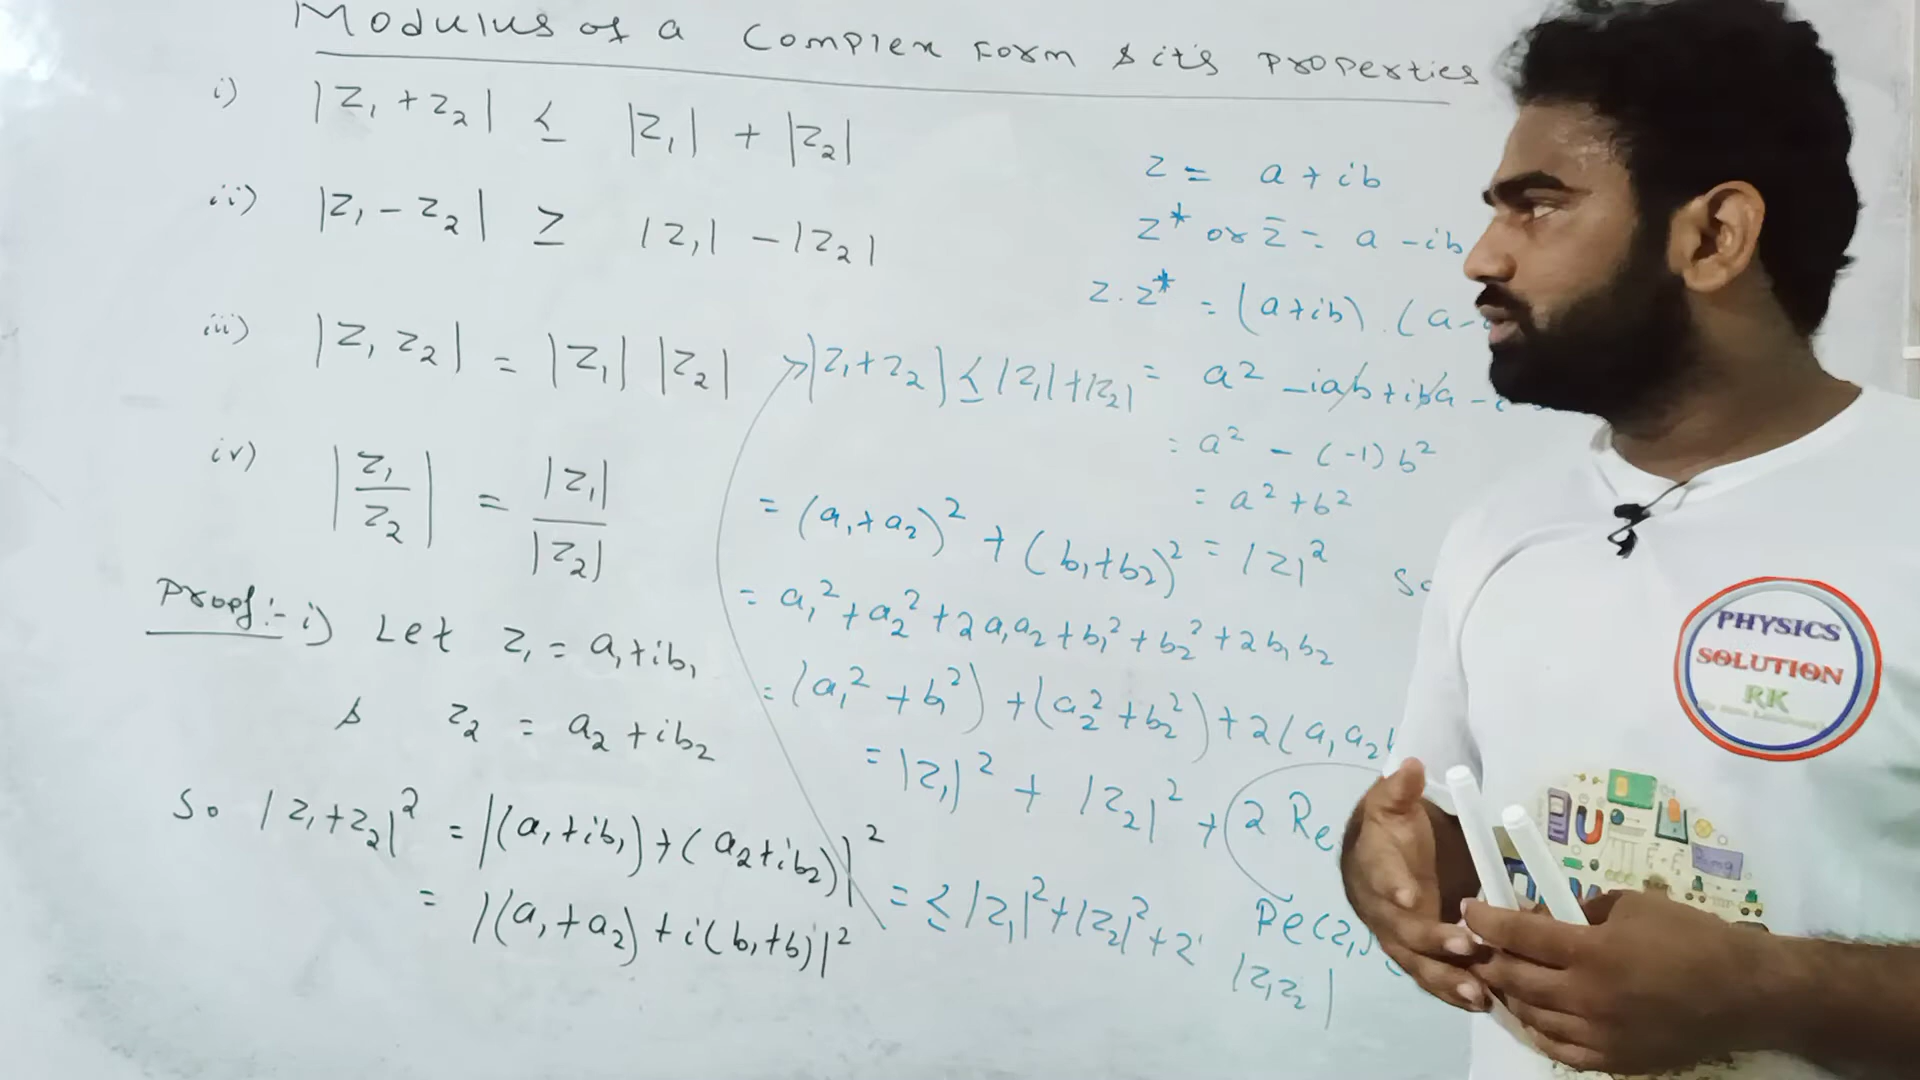 Modulus of a Complex Form & its properties
i) |z₁ + z₂| ≤ |z₁| + |z₂|
ii) |z₁ - z₂| ≥ |z₁| - |z₂|
iii) |z₁ z₂| = |z₁| |z₂|
iv) |z₁/z₂| = |z₁|/|z₂|
Proof:- i) Let z₁ = a₁+ib₁
& z₂ = a₂+ib₂
So |z₁+z₂|² = |(a₁+ib₁)+(a₂+ib₂)|²
= |(a₁+a₂)+i(b₁+b)|²
z = a+ib
z* or z̄ = a-ib
z.z* = (a+ib).(a-
= a² -iab+iba -
= a² - (-1)b²
= a²+b²
= |z|²
|z₁+z₂| ≤ |z₁|+|z₂|
= (a₁+a₂)² + (b₁+b₂)²
= a₁²+a₂²+2a₁a₂+b₁²+b₂²+2b₁b₂
= (a₁²+b₁²)+(a₂²+b₂²)+2(a₁a₂
= |z₁|² + |z₂|² + 2 Re
= ≤ |z₁|²+|z₂|²+2
Re(z₁
|z₁z₂|
PHYSICS
SOLUTION
RK